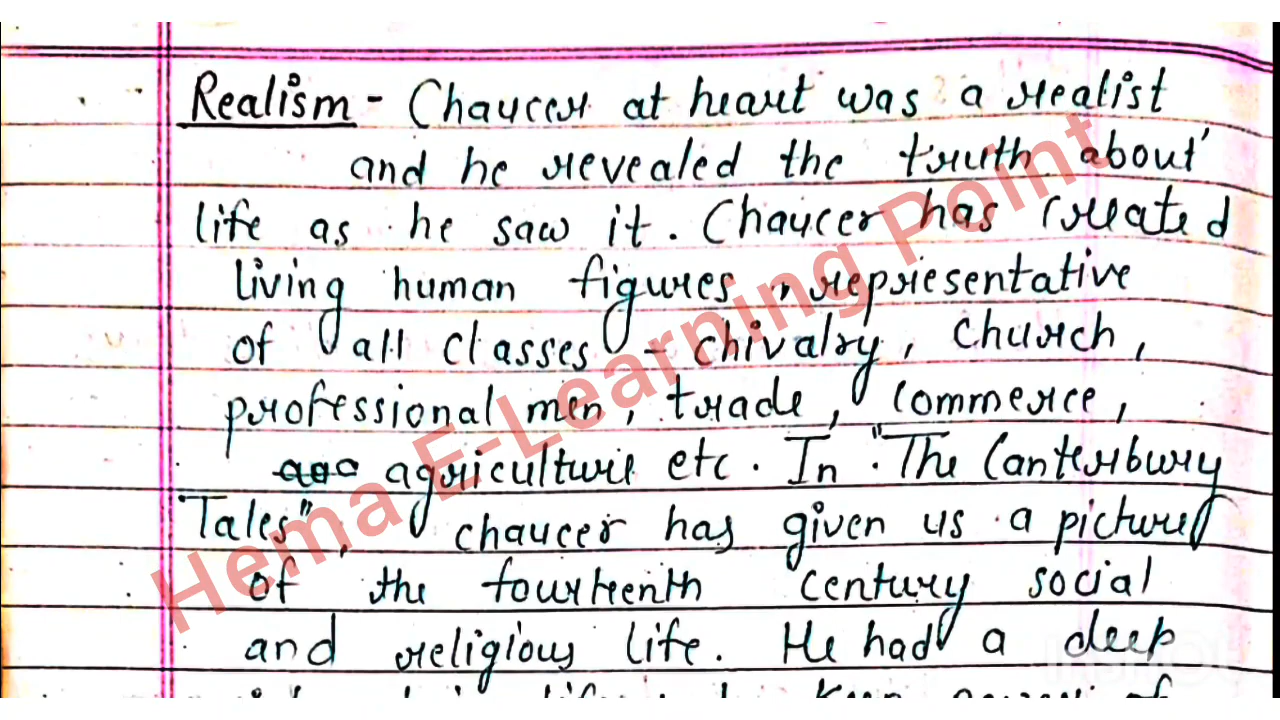 Realism - Chaucer at heart was a realist
and he revealed the truth about
life as he saw it. Chaucer has created
living human figures, representative
of all classes - chivalry, church,
professional men, trade, commerce,
agriculture etc. In "The Canterbury
Tales", chaucer has given us a picture
of the fourteenth century social
and religious life. He had a deep
Hema E-Learning Point